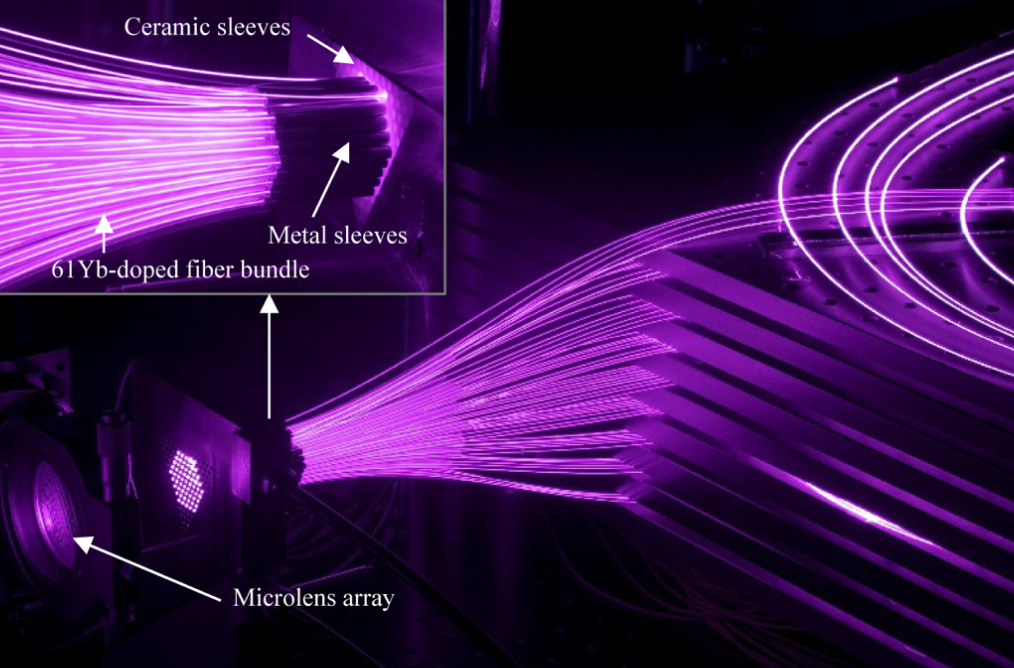 Ceramic sleeves
Metal sleeves
61Yb-doped fiber bundle
Microlens array